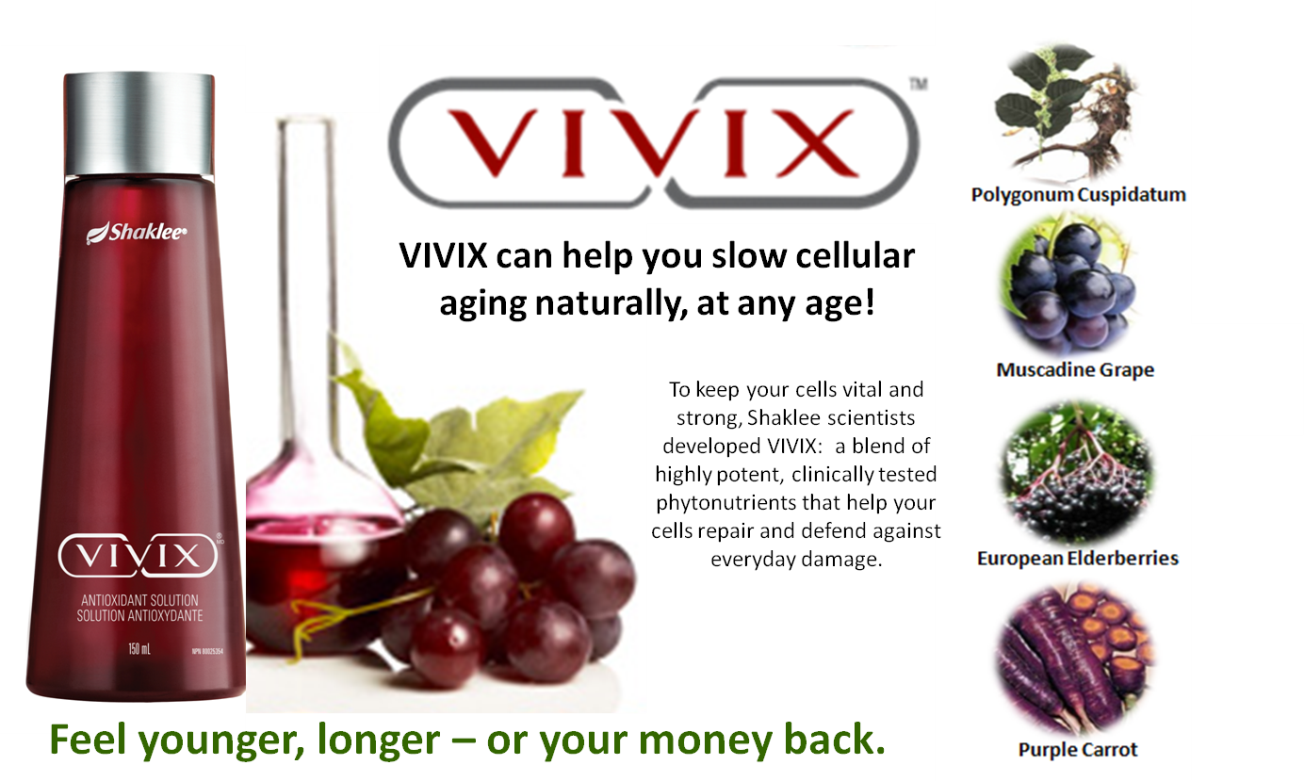 Shaklee®
VIVIX
ANTIOXIDANT SOLUTION
SOLUTION ANTIOXYDANTE
150 mL
VIVIX™
VIVIX can help you slow cellular
aging naturally, at any age!
To keep your cells vital and
strong, Shaklee scientists
developed VIVIX:  a blend of
highly potent, clinically tested
phytonutrients that help your
cells repair and defend against
everyday damage.
Polygonum Cuspidatum
Muscadine Grape
European Elderberries
Purple Carrot
Feel younger, longer – or your money back.